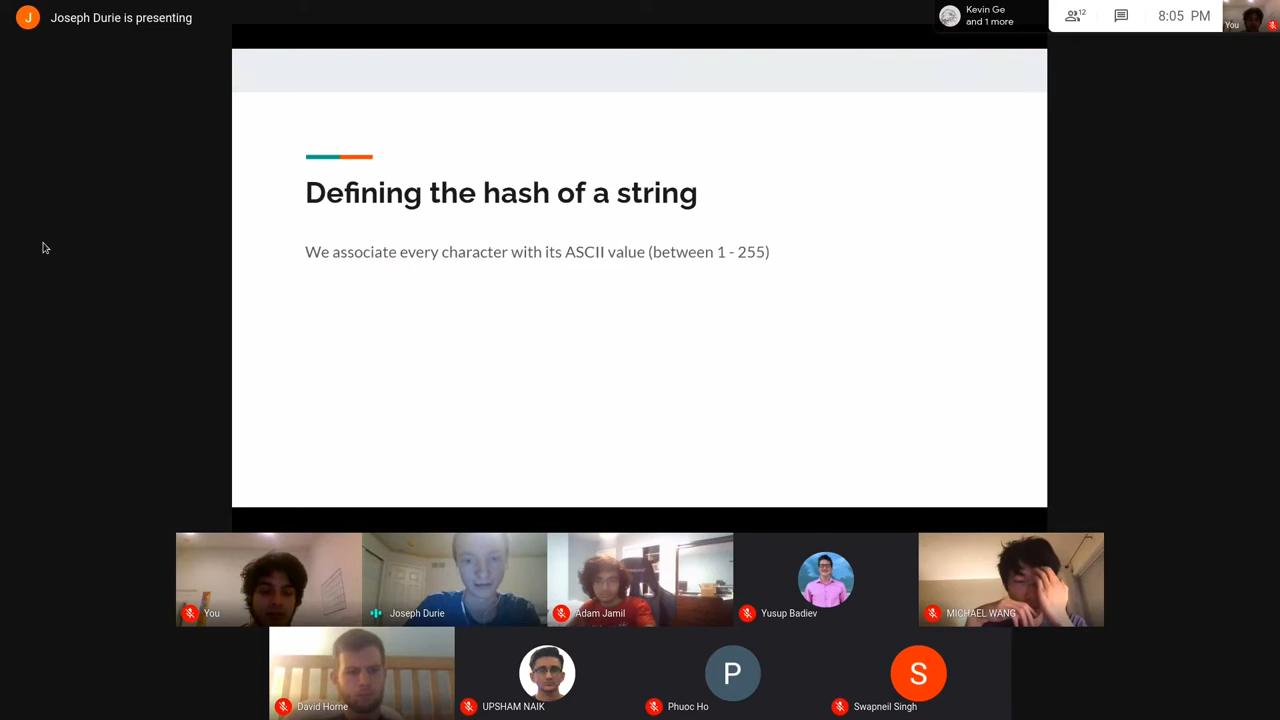 J
Joseph Durie is presenting
Kevin Ge
and 1 more
12
8:05 PM
You
Defining the hash of a string
We associate every character with its ASCII value (between 1 - 255)
You
Joseph Durie
Adam Jamil
Yusup Badiev
MICHAEL WANG
David Horne
UPSHAM NAIK
P
Phuoc Ho
S
Swapneil Singh